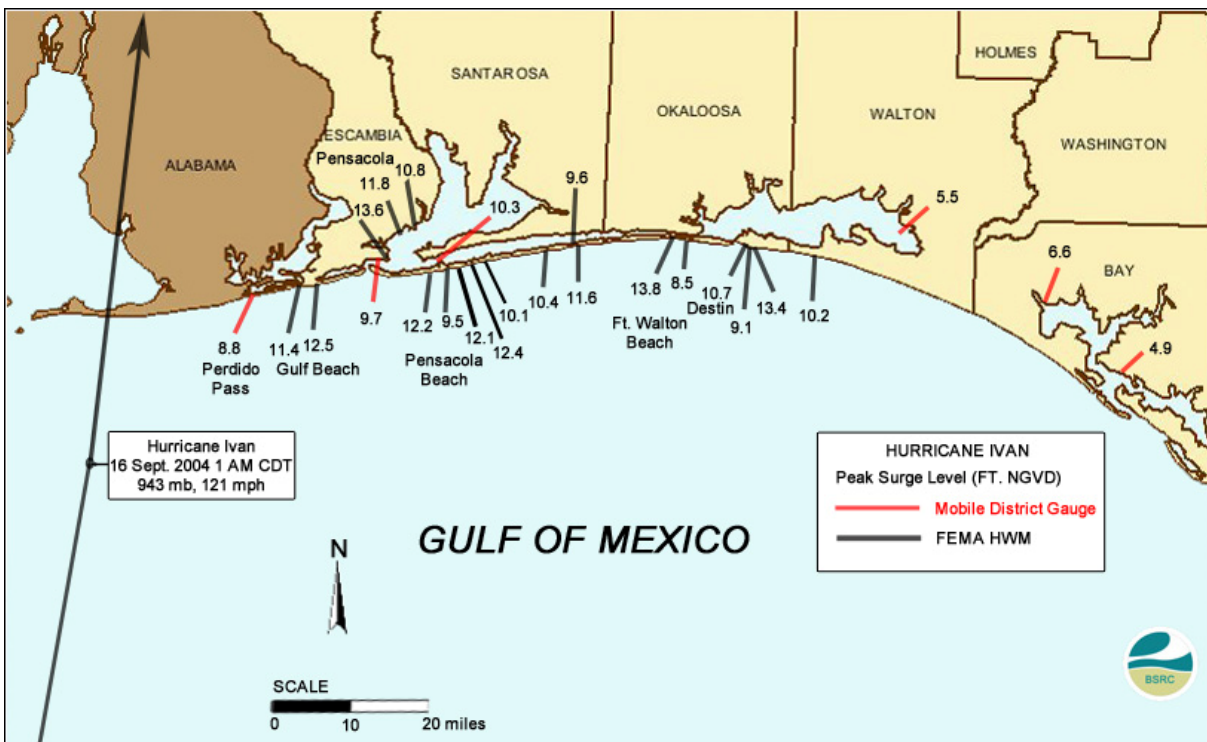 HOLMES
SANTA ROSA
OKALOOSA
WALTON
WASHINGTON
ESCAMBIA
ALABAMA
Pensacola
10.8
11.8
13.6
10.3
9.6
5.5
6.6
BAY
4.9
8.8
Perdido
Pass
11.4
12.5
Gulf Beach
9.7
12.2
9.5
12.1
12.4
10.1
Pensacola
Beach
10.4
11.6
13.8
8.5
Ft. Walton
Beach
10.7
Destin
9.1
13.4
10.2
Hurricane Ivan
16 Sept. 2004 1 AM CDT
943 mb, 121 mph
GULF OF MEXICO
HURRICANE IVAN
Peak Surge Level (FT. NGVD)
Mobile District Gauge
FEMA HWM
N
SCALE
0 10 20 miles
BSRC